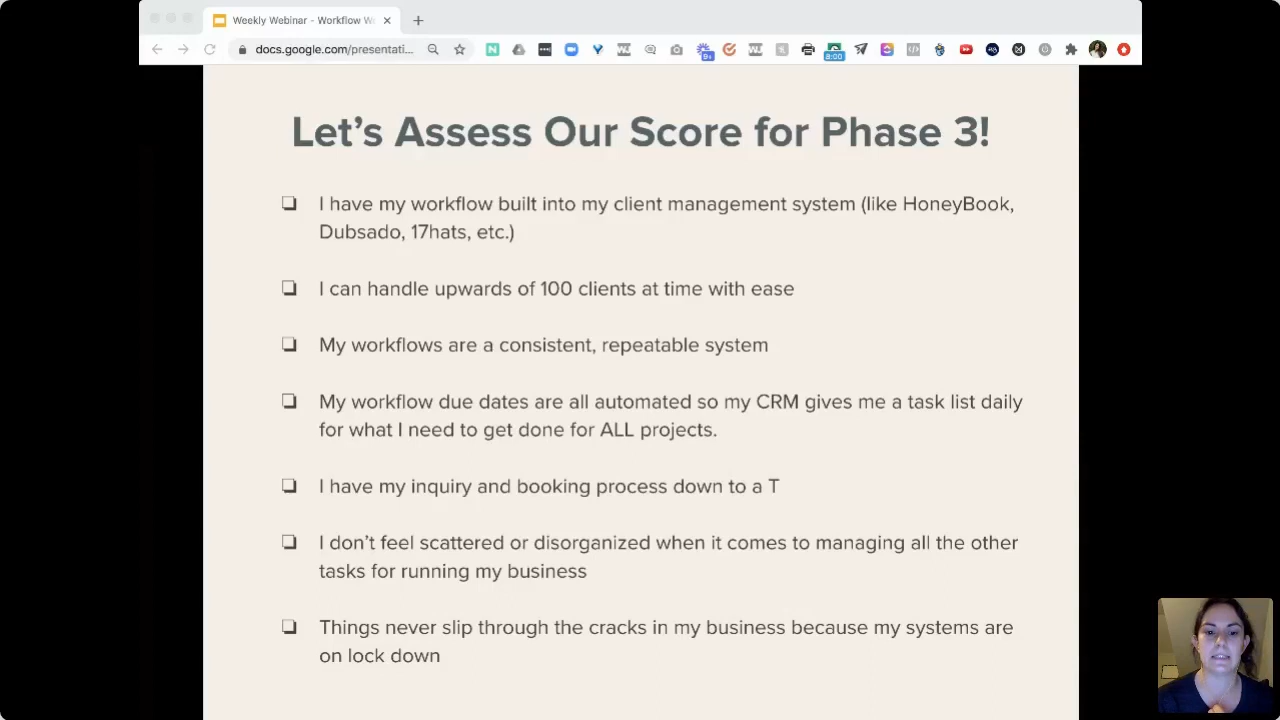 Weekly Webinar - Workflow W
docs.google.com/presentati...
9+
8:00
Let's Assess Our Score for Phase 3!
I have my workflow built into my client management system (like HoneyBook,
Dubsado, 17hats, etc.)
I can handle upwards of 100 clients at time with ease
My workflows are a consistent, repeatable system
My workflow due dates are all automated so my CRM gives me a task list daily
for what I need to get done for ALL projects.
I have my inquiry and booking process down to a T
I don't feel scattered or disorganized when it comes to managing all the other
tasks for running my business
Things never slip through the cracks in my business because my systems are
on lock down